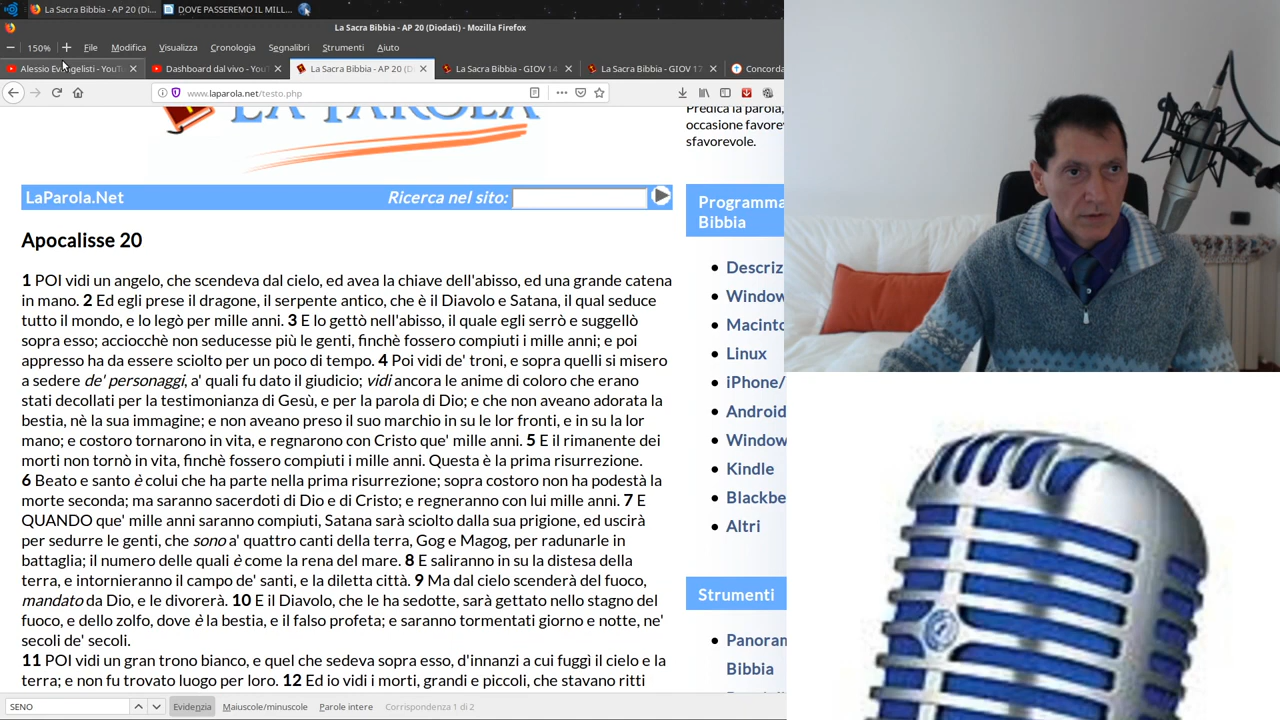 La Sacra Bibbia - AP 20 (Di...
DOVE PASSEREMO IL MILL...
La Sacra Bibbia - AP 20 (Diodati) - Mozilla Firefox
150%
File
Modifica
Visualizza
Cronologia
Segnalibri
Strumenti
Aiuto
Alessio Evangelisti - YouTu
Dashboard dal vivo - YouT
La Sacra Bibbia - AP 20 (D
La Sacra Bibbia - GIOV 14
La Sacra Bibbia - GIOV 17
Concorda
www.laparola.net/testo.php
LA PAROLA
Predica la parola,
occasione favorev
sfavorevole.
LaParola.Net
Ricerca nel sito:
Apocalisse 20
1 POI vidi un angelo, che scendeva dal cielo, ed avea la chiave dell'abisso, ed una grande catena
in mano. 2 Ed egli prese il dragone, il serpente antico, che è il Diavolo e Satana, il qual seduce
tutto il mondo, e lo legò per mille anni. 3 E lo gettò nell'abisso, il quale egli serrò e suggellò
sopra esso; acciocchè non seducesse più le genti, finchè fossero compiuti i mille anni; e poi
appresso ha da essere sciolto per un poco di tempo. 4 Poi vidi de' troni, e sopra quelli si misero
a sedere de' personaggi, a' quali fu dato il giudicio; vidi ancora le anime di coloro che erano
stati decollati per la testimonianza di Gesù, e per la parola di Dio; e che non aveano adorata la
bestia, nè la sua immagine; e non aveano preso il suo marchio in su le lor fronti, e in su la lor
mano; e costoro tornarono in vita, e regnarono con Cristo que' mille anni. 5 E il rimanente dei
morti non tornò in vita, finchè fossero compiuti i mille anni. Questa è la prima risurrezione.
6 Beato e santo è colui che ha parte nella prima risurrezione; sopra costoro non ha podestà la
morte seconda; ma saranno sacerdoti di Dio e di Cristo; e regneranno con lui mille anni. 7 E
QUANDO que' mille anni saranno compiuti, Satana sarà sciolto dalla sua prigione, ed uscirà
per sedurre le genti, che sono a' quattro canti della terra, Gog e Magog, per radunarle in
battaglia; il numero delle quali è come la rena del mare. 8 E saliranno in su la distesa della
terra, e intornieranno il campo de' santi, e la diletta città. 9 Ma dal cielo scenderà del fuoco,
mandato da Dio, e le divorerà. 10 E il Diavolo, che le ha sedotte, sarà gettato nello stagno del
fuoco, e dello zolfo, dove è la bestia, e il falso profeta; e saranno tormentati giorno e notte, ne'
secoli de' secoli.
11 POI vidi un gran trono bianco, e quel che sedeva sopra esso, d'innanzi a cui fuggì il cielo e la
terra; e non fu trovato luogo per loro. 12 Ed io vidi i morti, grandi e piccoli, che stavano ritti
Programma
Bibbia
Descriz
Window
Macinto
Linux
iPhone/
Android
Window
Kindle
Blackbe
Altri
Strumenti
Panoran
Bibbia
SENO
Evidenzia
Maiuscole/minuscole
Parole intere
Corrispondenza 1 di 2